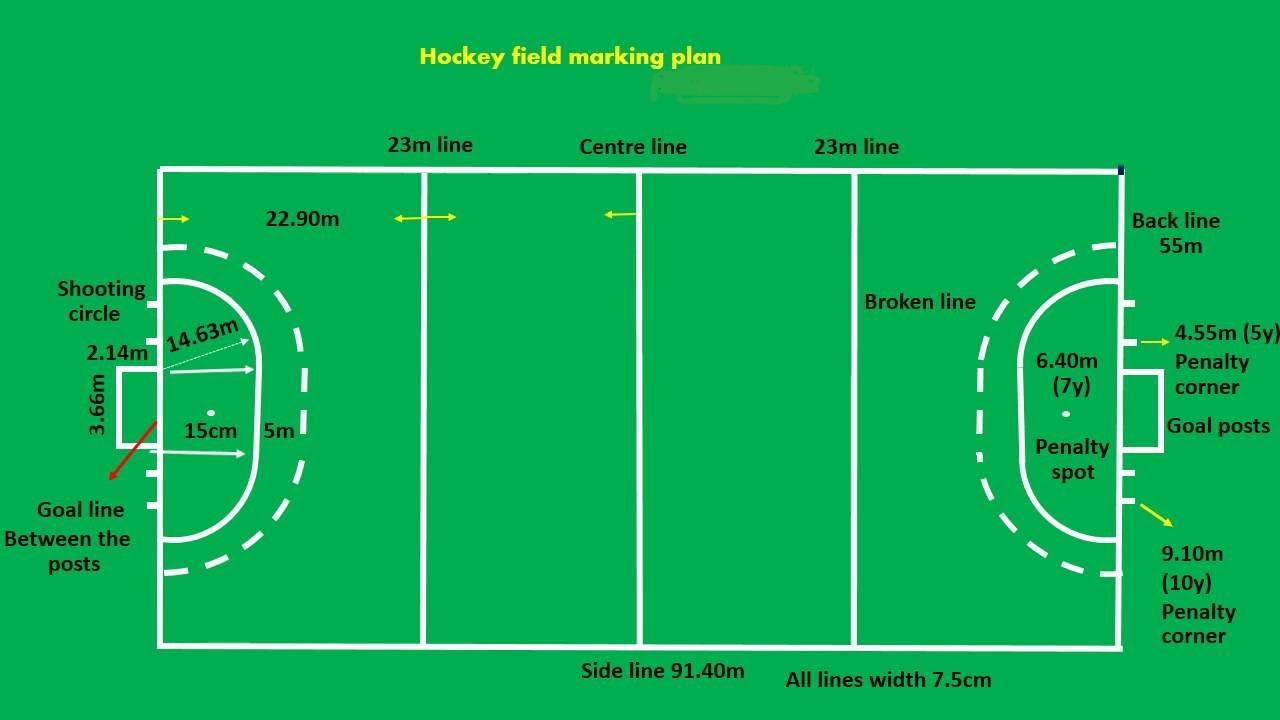 Hockey field marking plan
23m line
Centre line
23m line
22.90m
Back line
55m
Shooting
circle
Broken line
14.63m
2.14m
4.55m (5y)
Penalty
corner
6.40m
(7y)
3.66m
15cm
5m
Goal posts
Penalty
spot
Goal line
Between the
posts
9.10m
(10y)
Penalty
corner
Side line 91.40m
All lines width 7.5cm